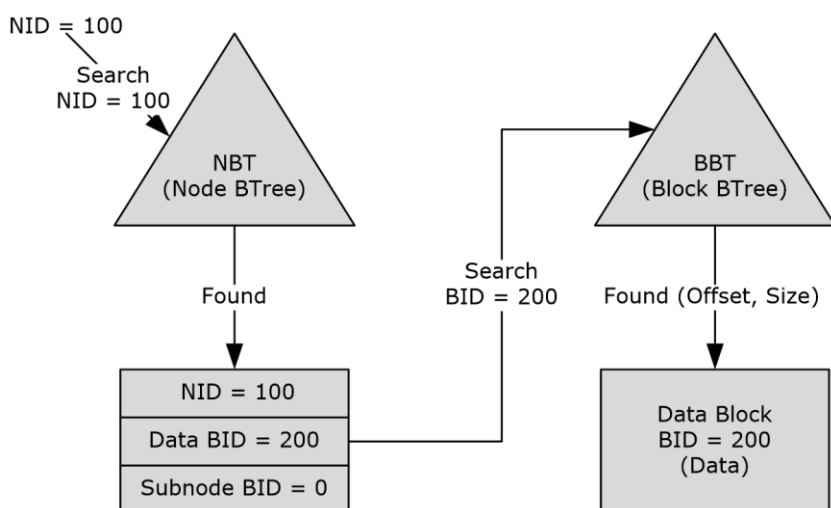 NID = 100
Search
NID = 100
NBT
(Node BTree)
Found
NID = 100
Data BID = 200
Subnode BID = 0
Search
BID = 200
BBT
(Block BTree)
Found (Offset, Size)
Data Block
BID = 200
(Data)